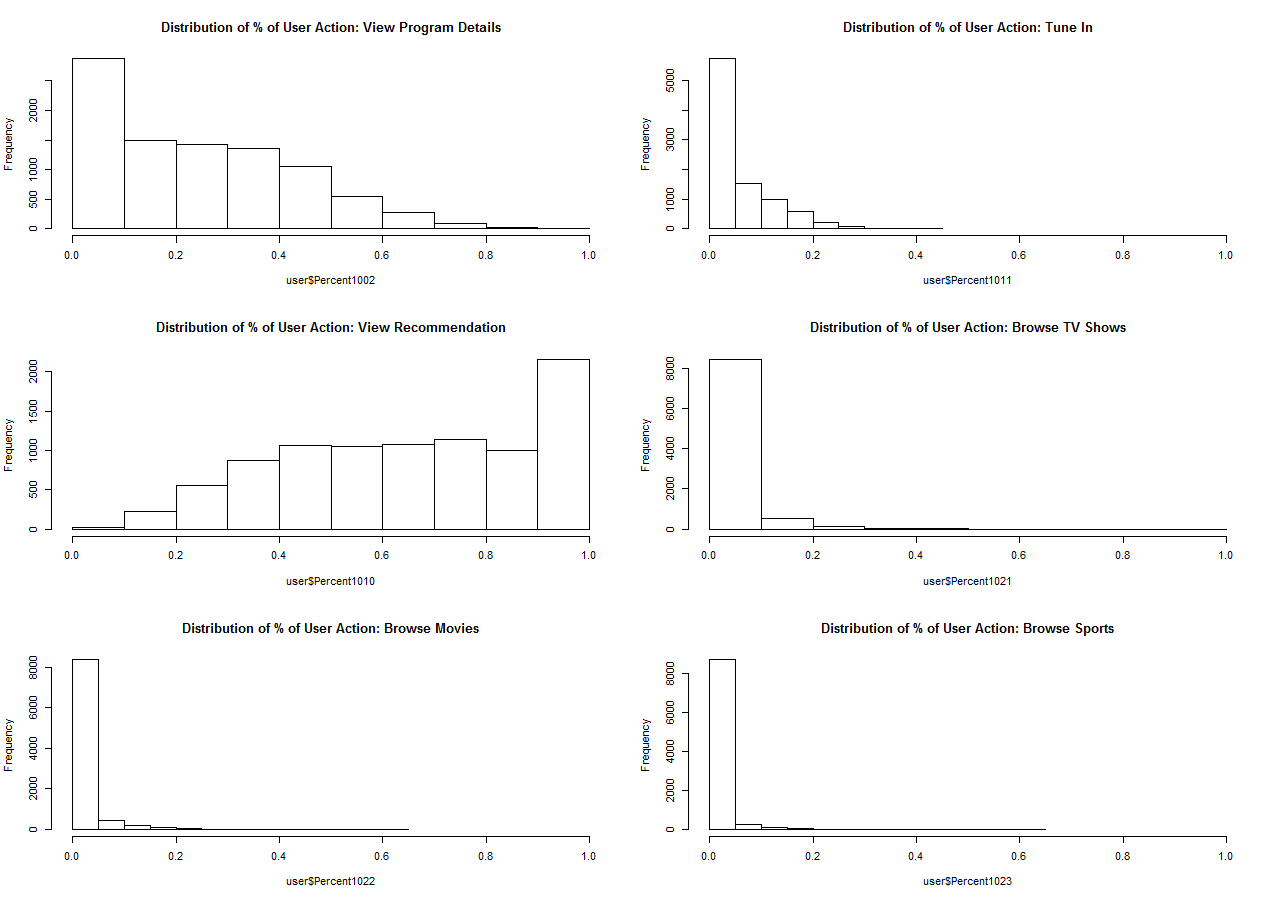 Distribution of % of User Action: View Program Details
Frequency
0 500 1000 2000
0.0 0.2 0.4 0.6 0.8 1.0
user$Percent1002
Distribution of % of User Action: Tune In
Frequency
0 1000 3000 5000
0.0 0.2 0.4 0.6 0.8 1.0
user$Percent1011
Distribution of % of User Action: View Recommendation
Frequency
0 500 1000 1500 2000
0.0 0.2 0.4 0.6 0.8 1.0
user$Percent1010
Distribution of % of User Action: Browse TV Shows
Frequency
0 2000 4000 6000 8000
0.0 0.2 0.4 0.6 0.8 1.0
user$Percent1021
Distribution of % of User Action: Browse Movies
Frequency
0 2000 4000 6000 8000
0.0 0.2 0.4 0.6 0.8 1.0
user$Percent1022
Distribution of % of User Action: Browse Sports
Frequency
0 2000 4000 6000 8000
0.0 0.2 0.4 0.6 0.8 1.0
user$Percent1023